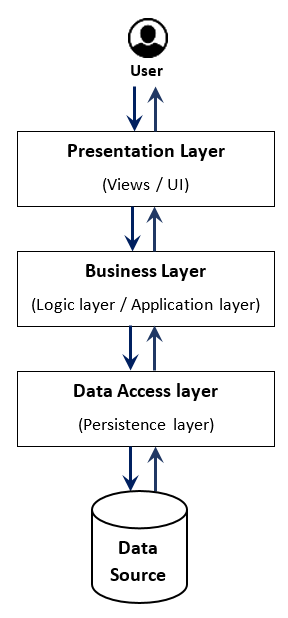 User
Presentation Layer
(Views / UI)
Business Layer
(Logic layer / Application layer)
Data Access layer
(Persistence layer)
Data
Source